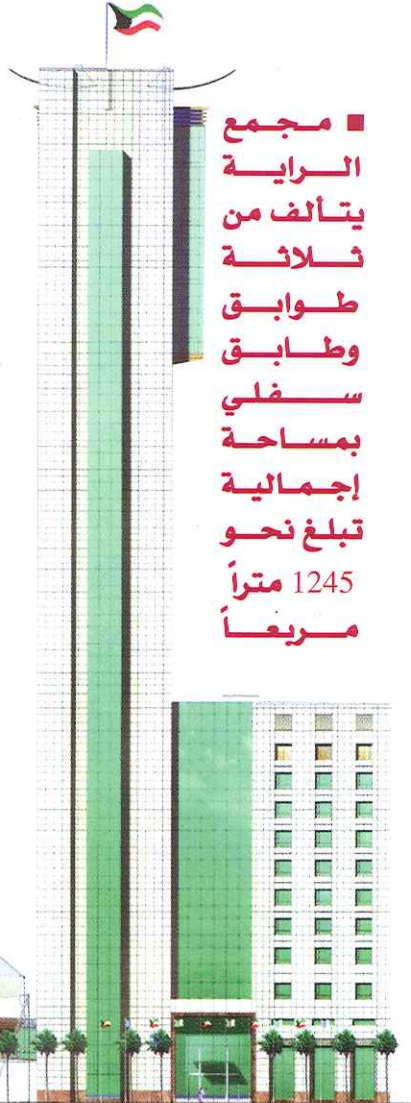 ■ مجمع
الراية
يتألف من
ثلاثة
طوابق
وطابق
سفلي
بمساحة
إجمالية
تبلغ نحو
1245 متراً
مربعاً